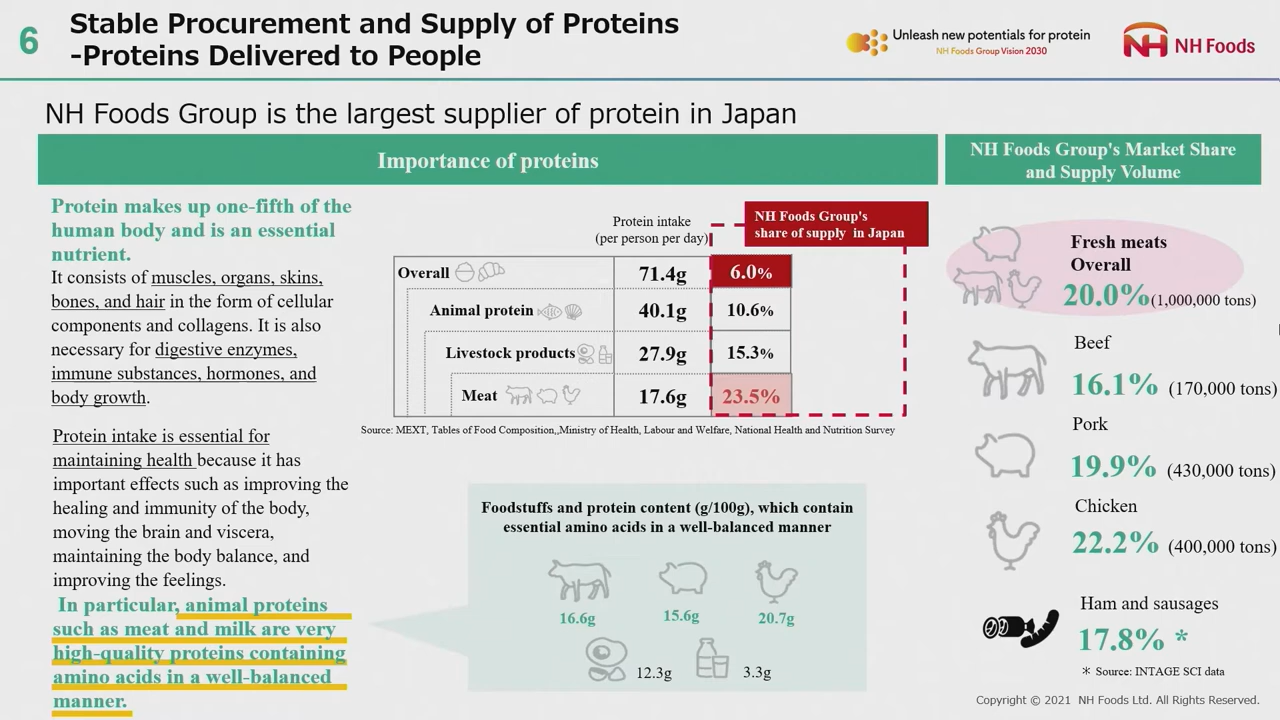 6
Stable Procurement and Supply of Proteins
-Proteins Delivered to People
Unleash new potentials for protein
NH Foods Group Vision 2030
NH Foods
NH Foods Group is the largest supplier of protein in Japan
Importance of proteins
Protein makes up one-fifth of the
human body and is an essential
nutrient.
It consists of muscles, organs, skins,
bones, and hair in the form of cellular
components and collagens. It is also
necessary for digestive enzymes,
immune substances, hormones, and
body growth.
Protein intake is essential for
maintaining health because it has
important effects such as improving the
healing and immunity of the body,
moving the brain and viscera,
maintaining the body balance, and
improving the feelings.
In particular, animal proteins
such as meat and milk are very
high-quality proteins containing
amino acids in a well-balanced
manner.
Protein intake
(per person per day)
NH Foods Group's
share of supply in Japan
Overall 71.4g 6.0%
Animal protein 40.1g 10.6%
Livestock products 27.9g 15.3%
Meat 17.6g 23.5%
Source: MEXT, Tables of Food Composition,,Ministry of Health, Labour and Welfare, National Health and Nutrition Survey
Foodstuffs and protein content (g/100g), which contain
essential amino acids in a well-balanced manner
16.6g 15.6g 20.7g
12.3g 3.3g
NH Foods Group's Market Share
and Supply Volume
Fresh meats
Overall
20.0% (1,000,000 tons)
Beef
16.1% (170,000 tons)
Pork
19.9% (430,000 tons)
Chicken
22.2% (400,000 tons)
Ham and sausages
17.8% *
* Source: INTAGE SCI data
Copyright © 2021 NH Foods Ltd. All Rights Reserved.